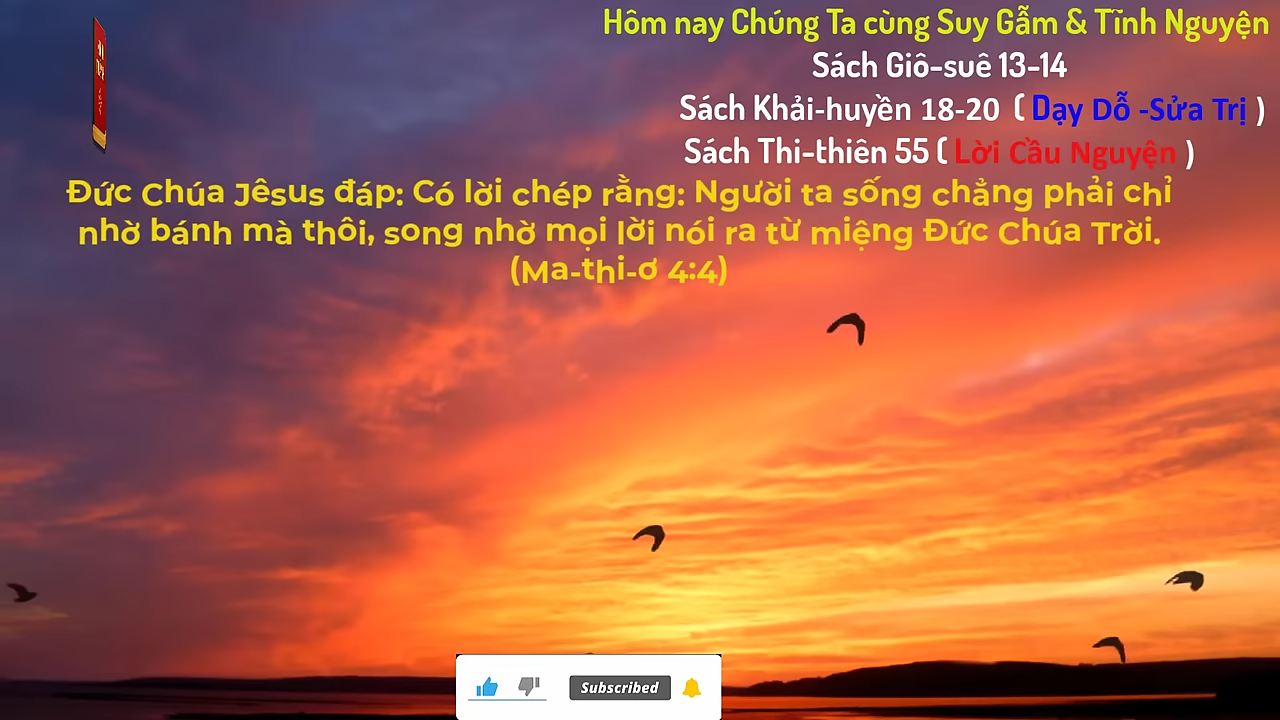 Hôm nay Chúng Ta cùng Suy Gẫm & Tĩnh Nguyện
Sách Giô-suê 13-14
Sách Khải-huyền 18-20 ( Dạy Dỗ -Sửa Trị )
Sách Thi-thiên 55 ( Lời Cầu Nguyện )
Đức Chúa Jêsus đáp: Có lời chép rằng: Người ta sống chẳng phải chỉ
nhờ bánh mà thôi, song nhờ mọi lời nói ra từ miệng Đức Chúa Trời.
(Ma-thi-ơ 4:4)
Subscribed